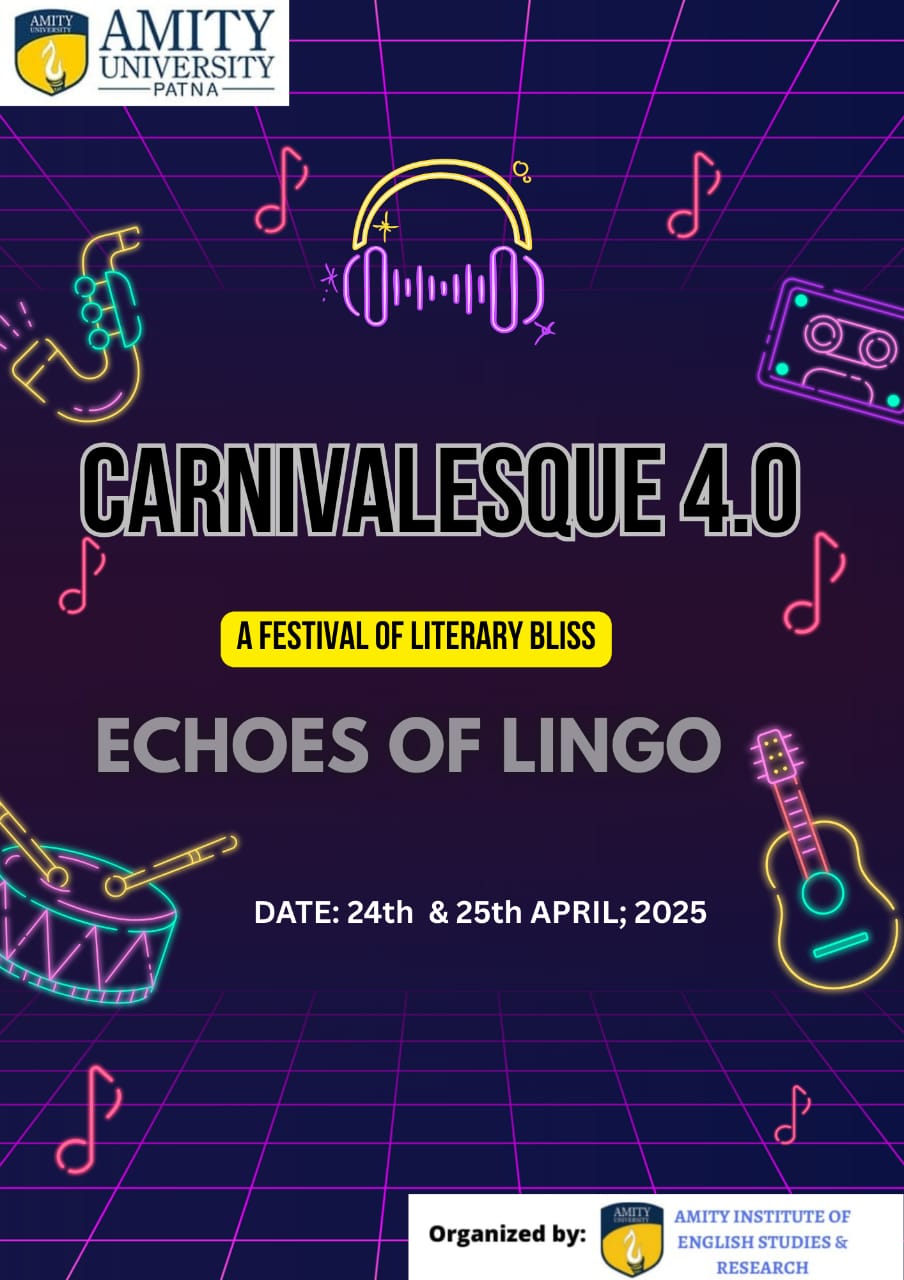 AMITY
UNIVERSITY
AMITY
UNIVERSITY
PATNA
CARNIVALESQUE 4.0
A FESTIVAL OF LITERARY BLISS
ECHOES OF LINGO
DATE: 24th & 25th APRIL; 2025
Organized by:
AMITY
UNIVERSITY
AMITY INSTITUTE OF
ENGLISH STUDIES &
RESEARCH